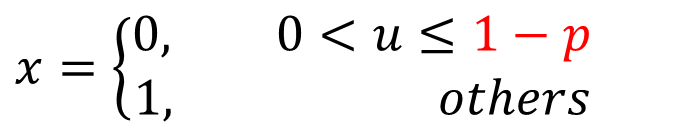 x = { 0, 0 < u ≤ 1 − p
1, others